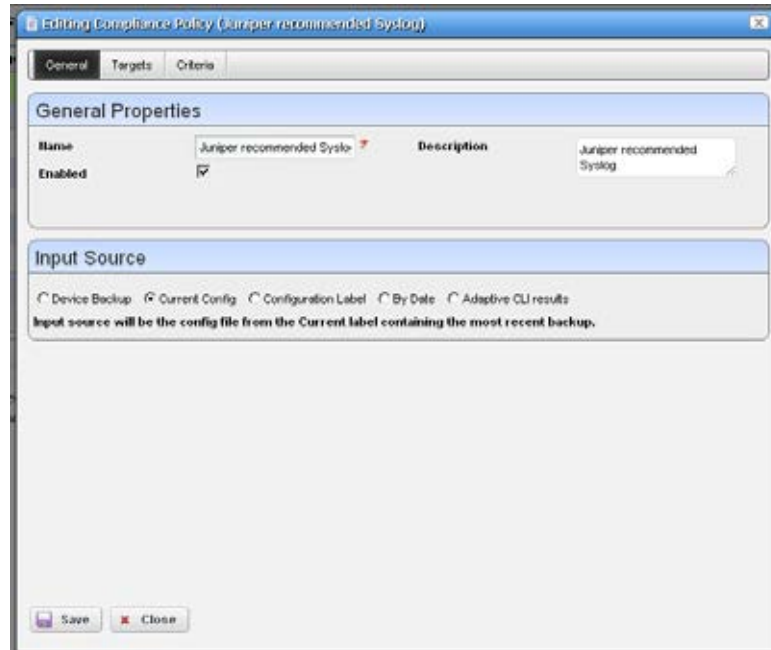 Editing Compliance Policy (Juniper recommended Syslog)
General Targets Criteria
General Properties
Name Juniper recommended Syslo Description Juniper recommended
Syslog
Enabled
Input Source
Device Backup Current Config Configuration Label By Date Adaptive CLI results
Input source will be the config file from the Current label containing the most recent backup.
Save Close